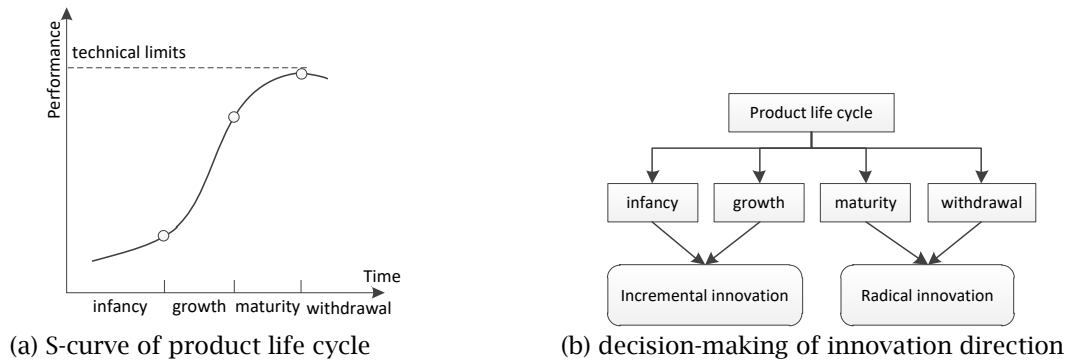 Performance
technical limits
Time
infancy growth maturity withdrawal
(a) S-curve of product life cycle
Product life cycle
infancy growth maturity withdrawal
Incremental innovation Radical innovation
(b) decision-making of innovation direction